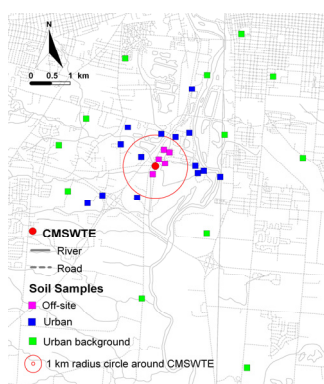 N
0 0.5 1 km
CMSWTE
River
Road
Soil Samples
Off-site
Urban
Urban background
1 km radius circle around CMSWTE